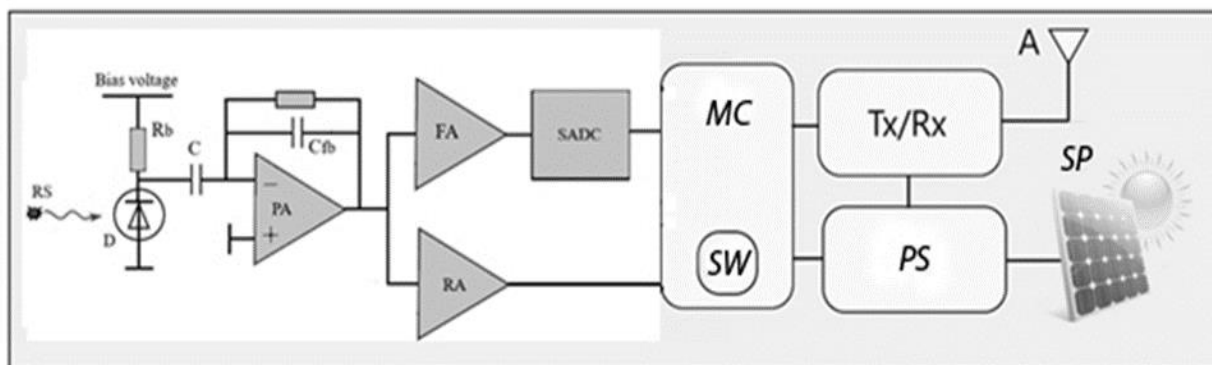 Bias voltage
Rb
C
Cfb
RS
D
−
PA
+
FA
SADC
RA
MC
SW
Tx/Rx
A
PS
SP